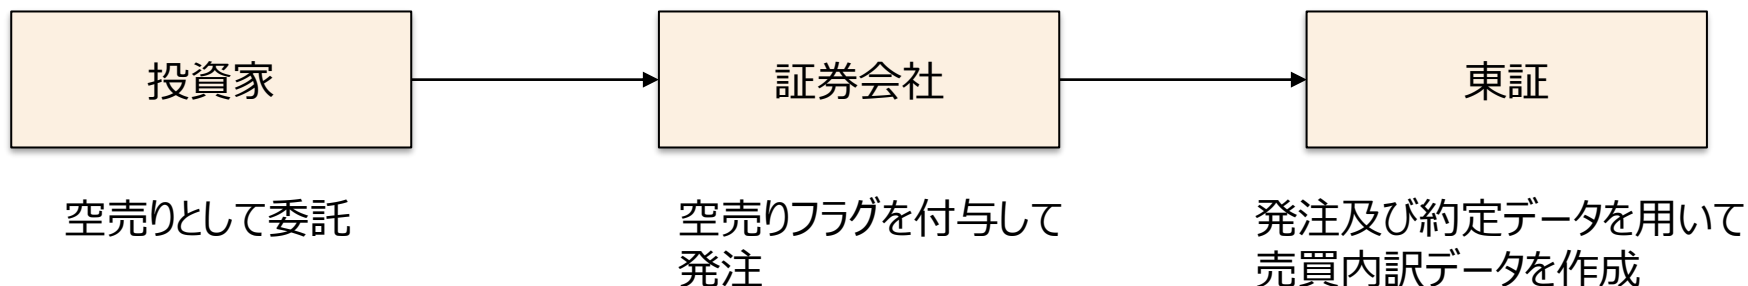 投資家
証券会社
東証
空売りとして委託
空売りフラグを付与して
発注
発注及び約定データを用いて
売買内訳データを作成